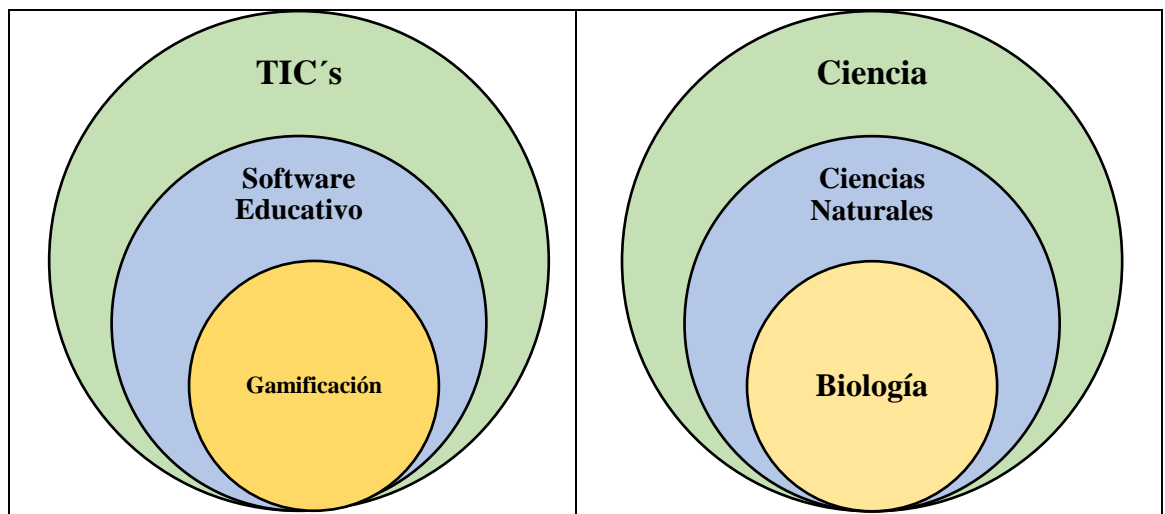 TIC´s
Software
Educativo
Gamificación
Ciencia
Ciencias
Naturales
Biología